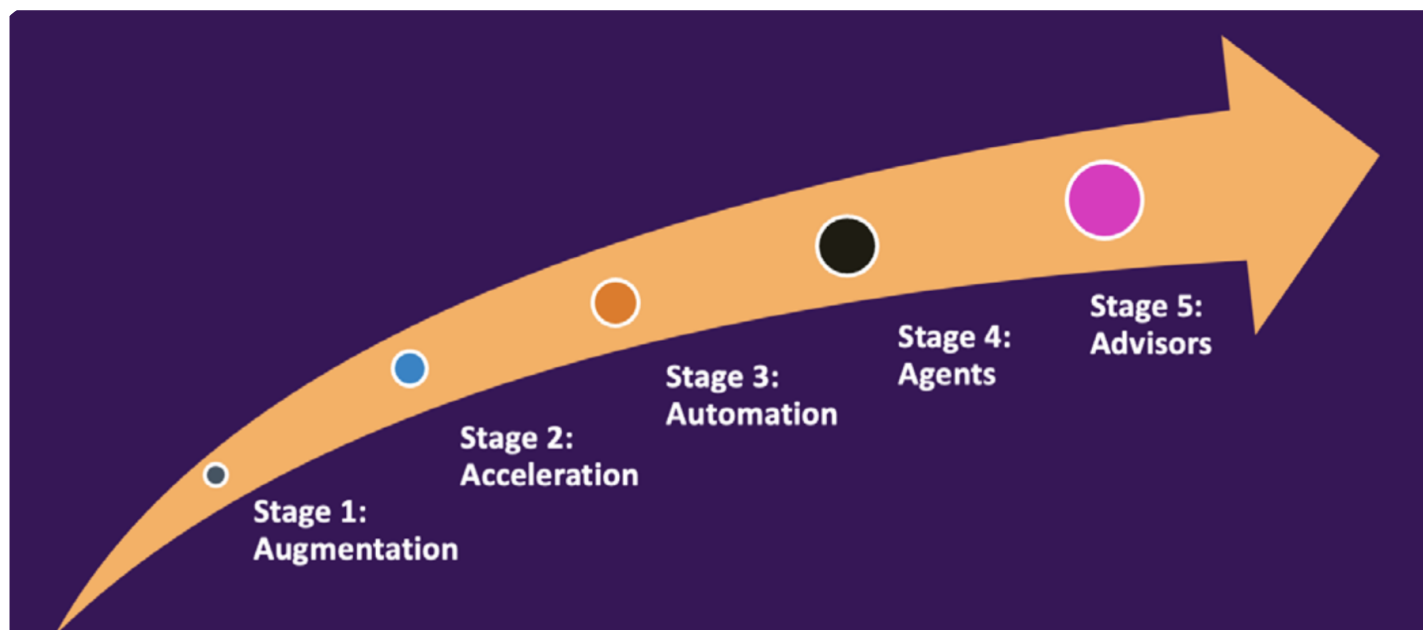 Stage 1:
Augmentation
Stage 2:
Acceleration
Stage 3:
Automation
Stage 4:
Agents
Stage 5:
Advisors